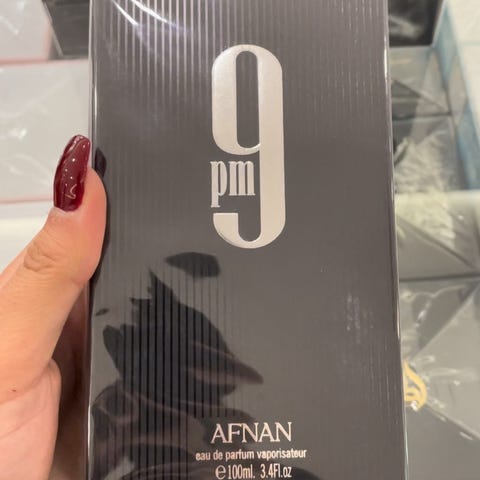 9
pm
AFNAN
eau de parfum vaporisateur
℮100ml. 3.4Fl.oz